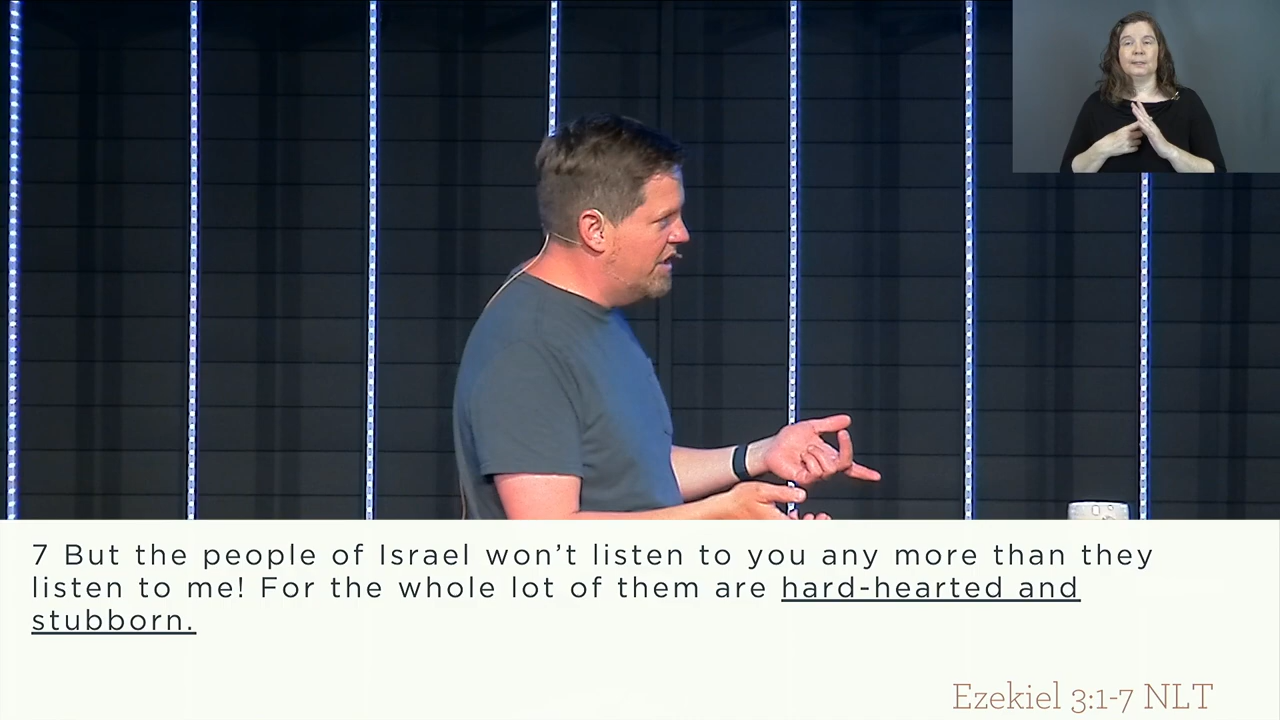 7 But the people of Israel won’t listen to you any more than they
listen to me! For the whole lot of them are hard-hearted and
stubborn.
Ezekiel 3:1-7 NLT